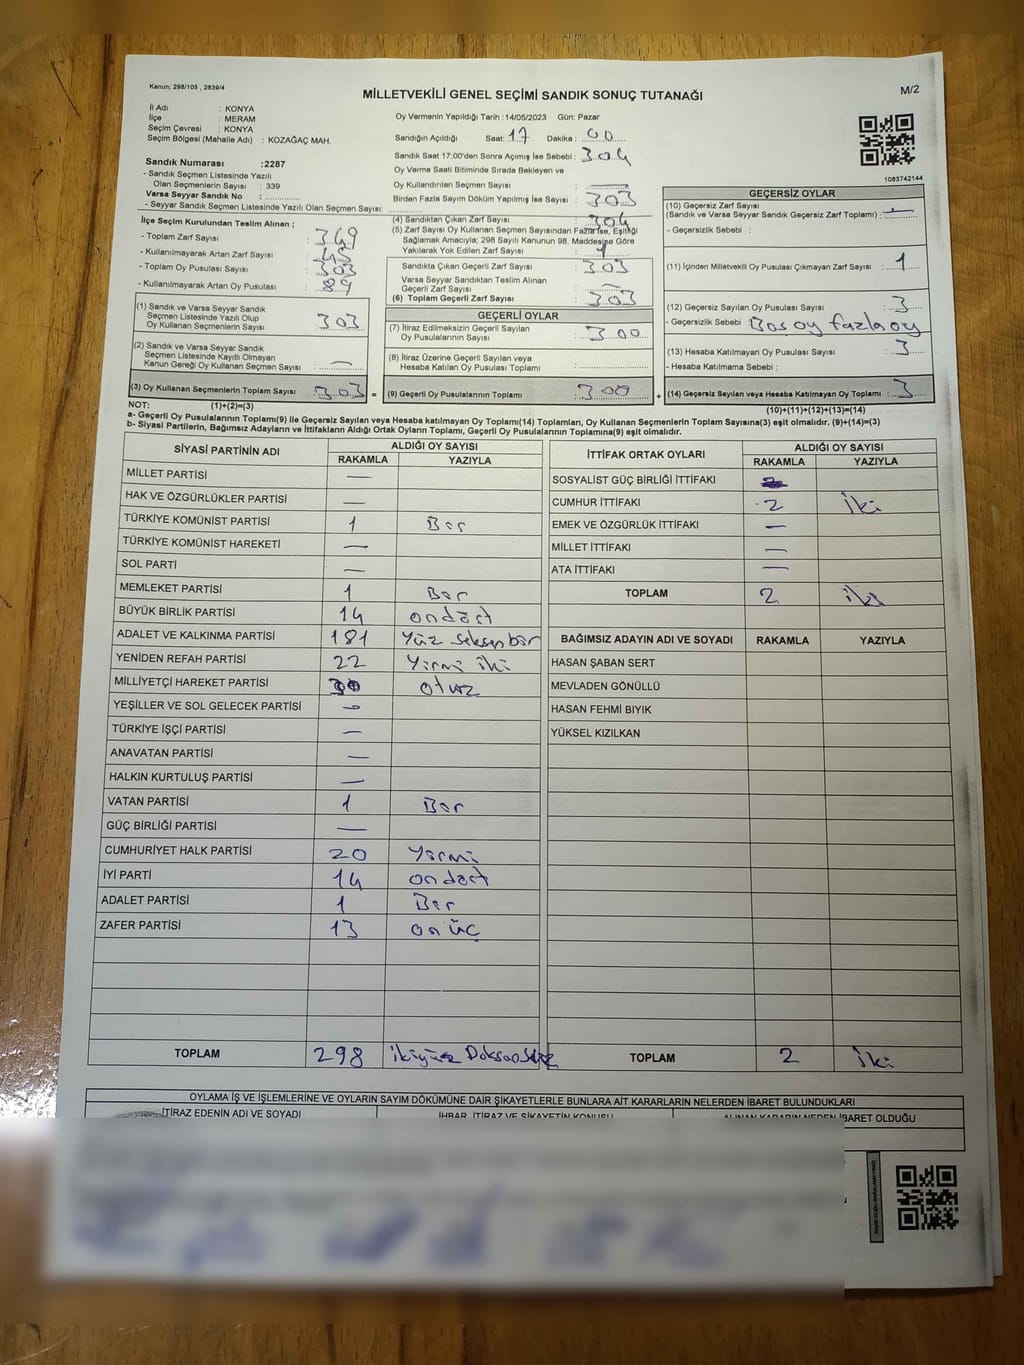 Kanun; 298/105 , 2839/4
MİLLETVEKİLİ GENEL SEÇİMİ SANDIK SONUÇ TUTANAĞI
M/2
İl Adı : KONYA
İlçe : MERAM
Seçim Çevresi : KONYA
Seçim Bölgesi (Mahalle Adı) : KOZAĞAÇ MAH.
Sandık Numarası :2287
- Sandık Seçmen Listesinde Yazılı
Olan Seçmenlerin Sayısı : 339
Varsa Seyyar Sandık No :
- Seyyar Sandık Seçmen Listesinde Yazılı Olan Seçmen Sayısı:
İlçe Seçim Kurulundan Teslim Alınan ;
- Toplam Zarf Sayısı : 349
- Kullanılmayarak Artan Zarf Sayısı : 45
- Toplam Oy Pusulası Sayısı : 303
- Kullanılmayarak Artan Oy Pusulası : 89
(1) Sandık ve Varsa Seyyar Sandık
Seçmen Listesinde Yazılı Olup
Oy Kullanan Seçmenlerin Sayısı : 303
(2) Sandık ve Varsa Seyyar Sandık
Seçmen Listesinde Kayıtlı Olmayan
Kanun Gereği Oy Kullanan Seçmen Sayısı : —
(3) Oy Kullanan Seçmenlerin Toplam Sayısı : 303 =
Oy Vermenin Yapıldığı Tarih :14/05/2023 Gün: Pazar
Sandığın Açıldığı Saat: 17 Dakika : 00
Sandık Saat 17:00'den Sonra Açımış İse Sebebi : 304
Oy Verme Saati Bitiminde Sırada Bekleyen ve
Oy Kullandırılan Seçmen Sayısı : —
Birden Fazla Sayım Döküm Yapılmış İse Sayısı : 303
(4) Sandıktan Çıkan Zarf Sayısı : 304
(5) Zarf Sayısı Oy Kullanan Seçmen Sayısından Fazla İse, Eşitliği
Sağlamak Amacıyla; 298 Sayılı Kanunun 98. Maddesine Göre
Yakılarak Yok Edilen Zarf Sayısı : 1
Sandıkta Çıkan Geçerli Zarf Sayısı : 303
Varsa Seyyar Sandıktan Teslim Alınan
Geçerli Zarf Sayısı : —
(6) Toplam Geçerli Zarf Sayısı : 303
GEÇERLİ OYLAR
(7) İtiraz Edilmeksizin Geçerli Sayılan
Oy Pusulalarının Sayısı : 300
(8) İtiraz Üzerine Geçerli Sayılan veya
Hesaba Katılan Oy Pusulası Toplamı :
(9) Geçerli Oy Pusulalarının Toplamı : 300 +
1083742144
GEÇERSİZ OYLAR
(10) Geçersiz Zarf Sayısı
(Sandık ve Varsa Seyyar Sandık Geçersiz Zarf Toplamı) : —
- Geçersizlik Sebebi :
(11) İçinden Milletvekili Oy Pusulası Çıkmayan Zarf Sayısı : 1
(12) Geçersiz Sayılan Oy Pusulası Sayısı : 3
- Geçersizlik Sebebi : Bos oy fazla oy
(13) Hesaba Katılmayan Oy Pusulası Sayısı : 3
- Hesaba Katılmama Sebebi :
(14) Geçersiz Sayılan veya Hesaba Katılmayan Oy Toplamı : 3
NOT: (1)+(2)=(3) (10)+(11)+(12)+(13)=(14)
a- Geçerli Oy Pusulalarının Toplamı(9) ile Geçersiz Sayılan veya Hesaba Katılmayan oy Toplamı(14) Toplamları, Oy Kullanan Seçmenlerin Toplam Sayısına(3) eşit olmalıdır. (9)+(14)=(3)
b- Siyasi Partilerin, Bağımsız Adayların ve İttifakların Aldığı Ortak Oyların Toplamı, Geçerli Oy Pusulalarının Toplamına(9) eşit olmalıdır.
SİYASİ PARTİNİN ADI ALDIĞI OY SAYISI
RAKAMLA YAZIYLA
MİLLET PARTİSİ —
HAK VE ÖZGÜRLÜKLER PARTİSİ —
TÜRKİYE KOMÜNİST PARTİSİ 1 Bir
TÜRKİYE KOMÜNİST HAREKETİ —
SOL PARTİ —
MEMLEKET PARTİSİ 1 Bir
BÜYÜK BİRLİK PARTİSİ 14 ondört
ADALET VE KALKINMA PARTİSİ 181 Yüz seksen bir
YENİDEN REFAH PARTİSİ 22 Yirmi iki
MİLLİYETÇİ HAREKET PARTİSİ 30 otuz
YEŞİLLER VE SOL GELECEK PARTİSİ —
TÜRKİYE İŞÇİ PARTİSİ —
ANAVATAN PARTİSİ —
HALKIN KURTULUŞ PARTİSİ —
VATAN PARTİSİ 1 Bir
GÜÇ BİRLİĞİ PARTİSİ —
CUMHURİYET HALK PARTİSİ 20 Yirmi
İYİ PARTİ 14 ondört
ADALET PARTİSİ 1 Bir
ZAFER PARTİSİ 13 on üç
TOPLAM 298 ikiyüz Doksan sekiz
İTTİFAK ORTAK OYLARI ALDIĞI OY SAYISI
RAKAMLA YAZIYLA
SOSYALİST GÜÇ BİRLİĞİ İTTİFAKI
CUMHUR İTTİFAKI 2 iki
EMEK VE ÖZGÜRLÜK İTTİFAKI —
MİLLET İTTİFAKI —
ATA İTTİFAKI —
TOPLAM 2 iki
BAĞIMSIZ ADAYIN ADI VE SOYADI RAKAMLA YAZIYLA
HASAN ŞABAN SERT
MEVLADEN GÖNÜLLÜ
HASAN FEHMİ BIYIK
YÜKSEL KIZILKAN
TOPLAM 2 iki
OYLAMA İŞ VE İŞLEMLERİNE VE OYLARIN SAYIM DÖKÜMÜNE DAİR ŞİKAYETLERLE BUNLARA AİT KARARLARIN NELERDEN İBARET BULUNDUKLARI
İTİRAZ EDENİN ADI VE SOYADI İHBAR, İTİRAZ VE ŞİKAYETİN KONUSU ALINAN KARARIN NEDEN İBARET OLDUĞU